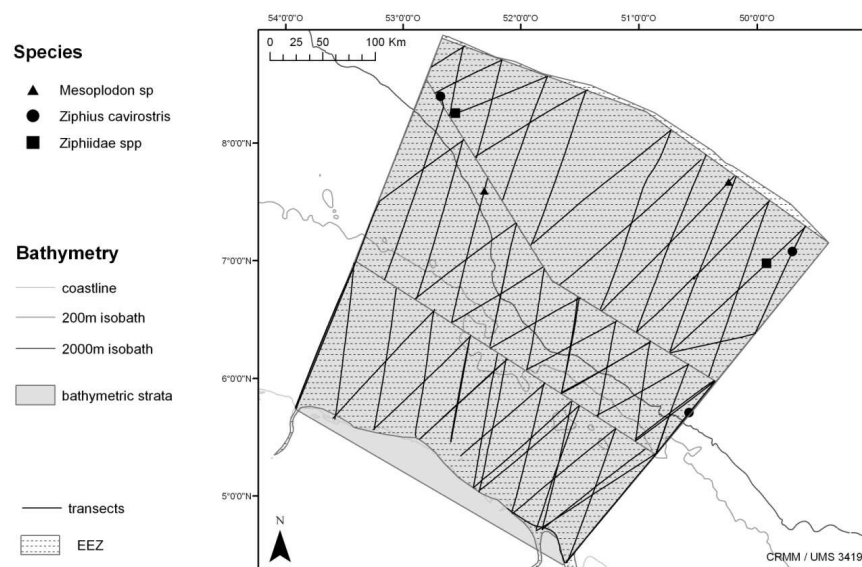 54°0'0"O 53°0'0"O 52°0'0"O 51°0'0"O 50°0'0"O
0 25 50 100 Km
Species
Mesoplodon sp
Ziphius cavirostris
Ziphiidae spp
8°0'0"N
7°0'0"N
6°0'0"N
5°0'0"N
Bathymetry
coastline
200m isobath
2000m isobath
bathymetric strata
transects
EEZ
N
CRMM / UMS 3419